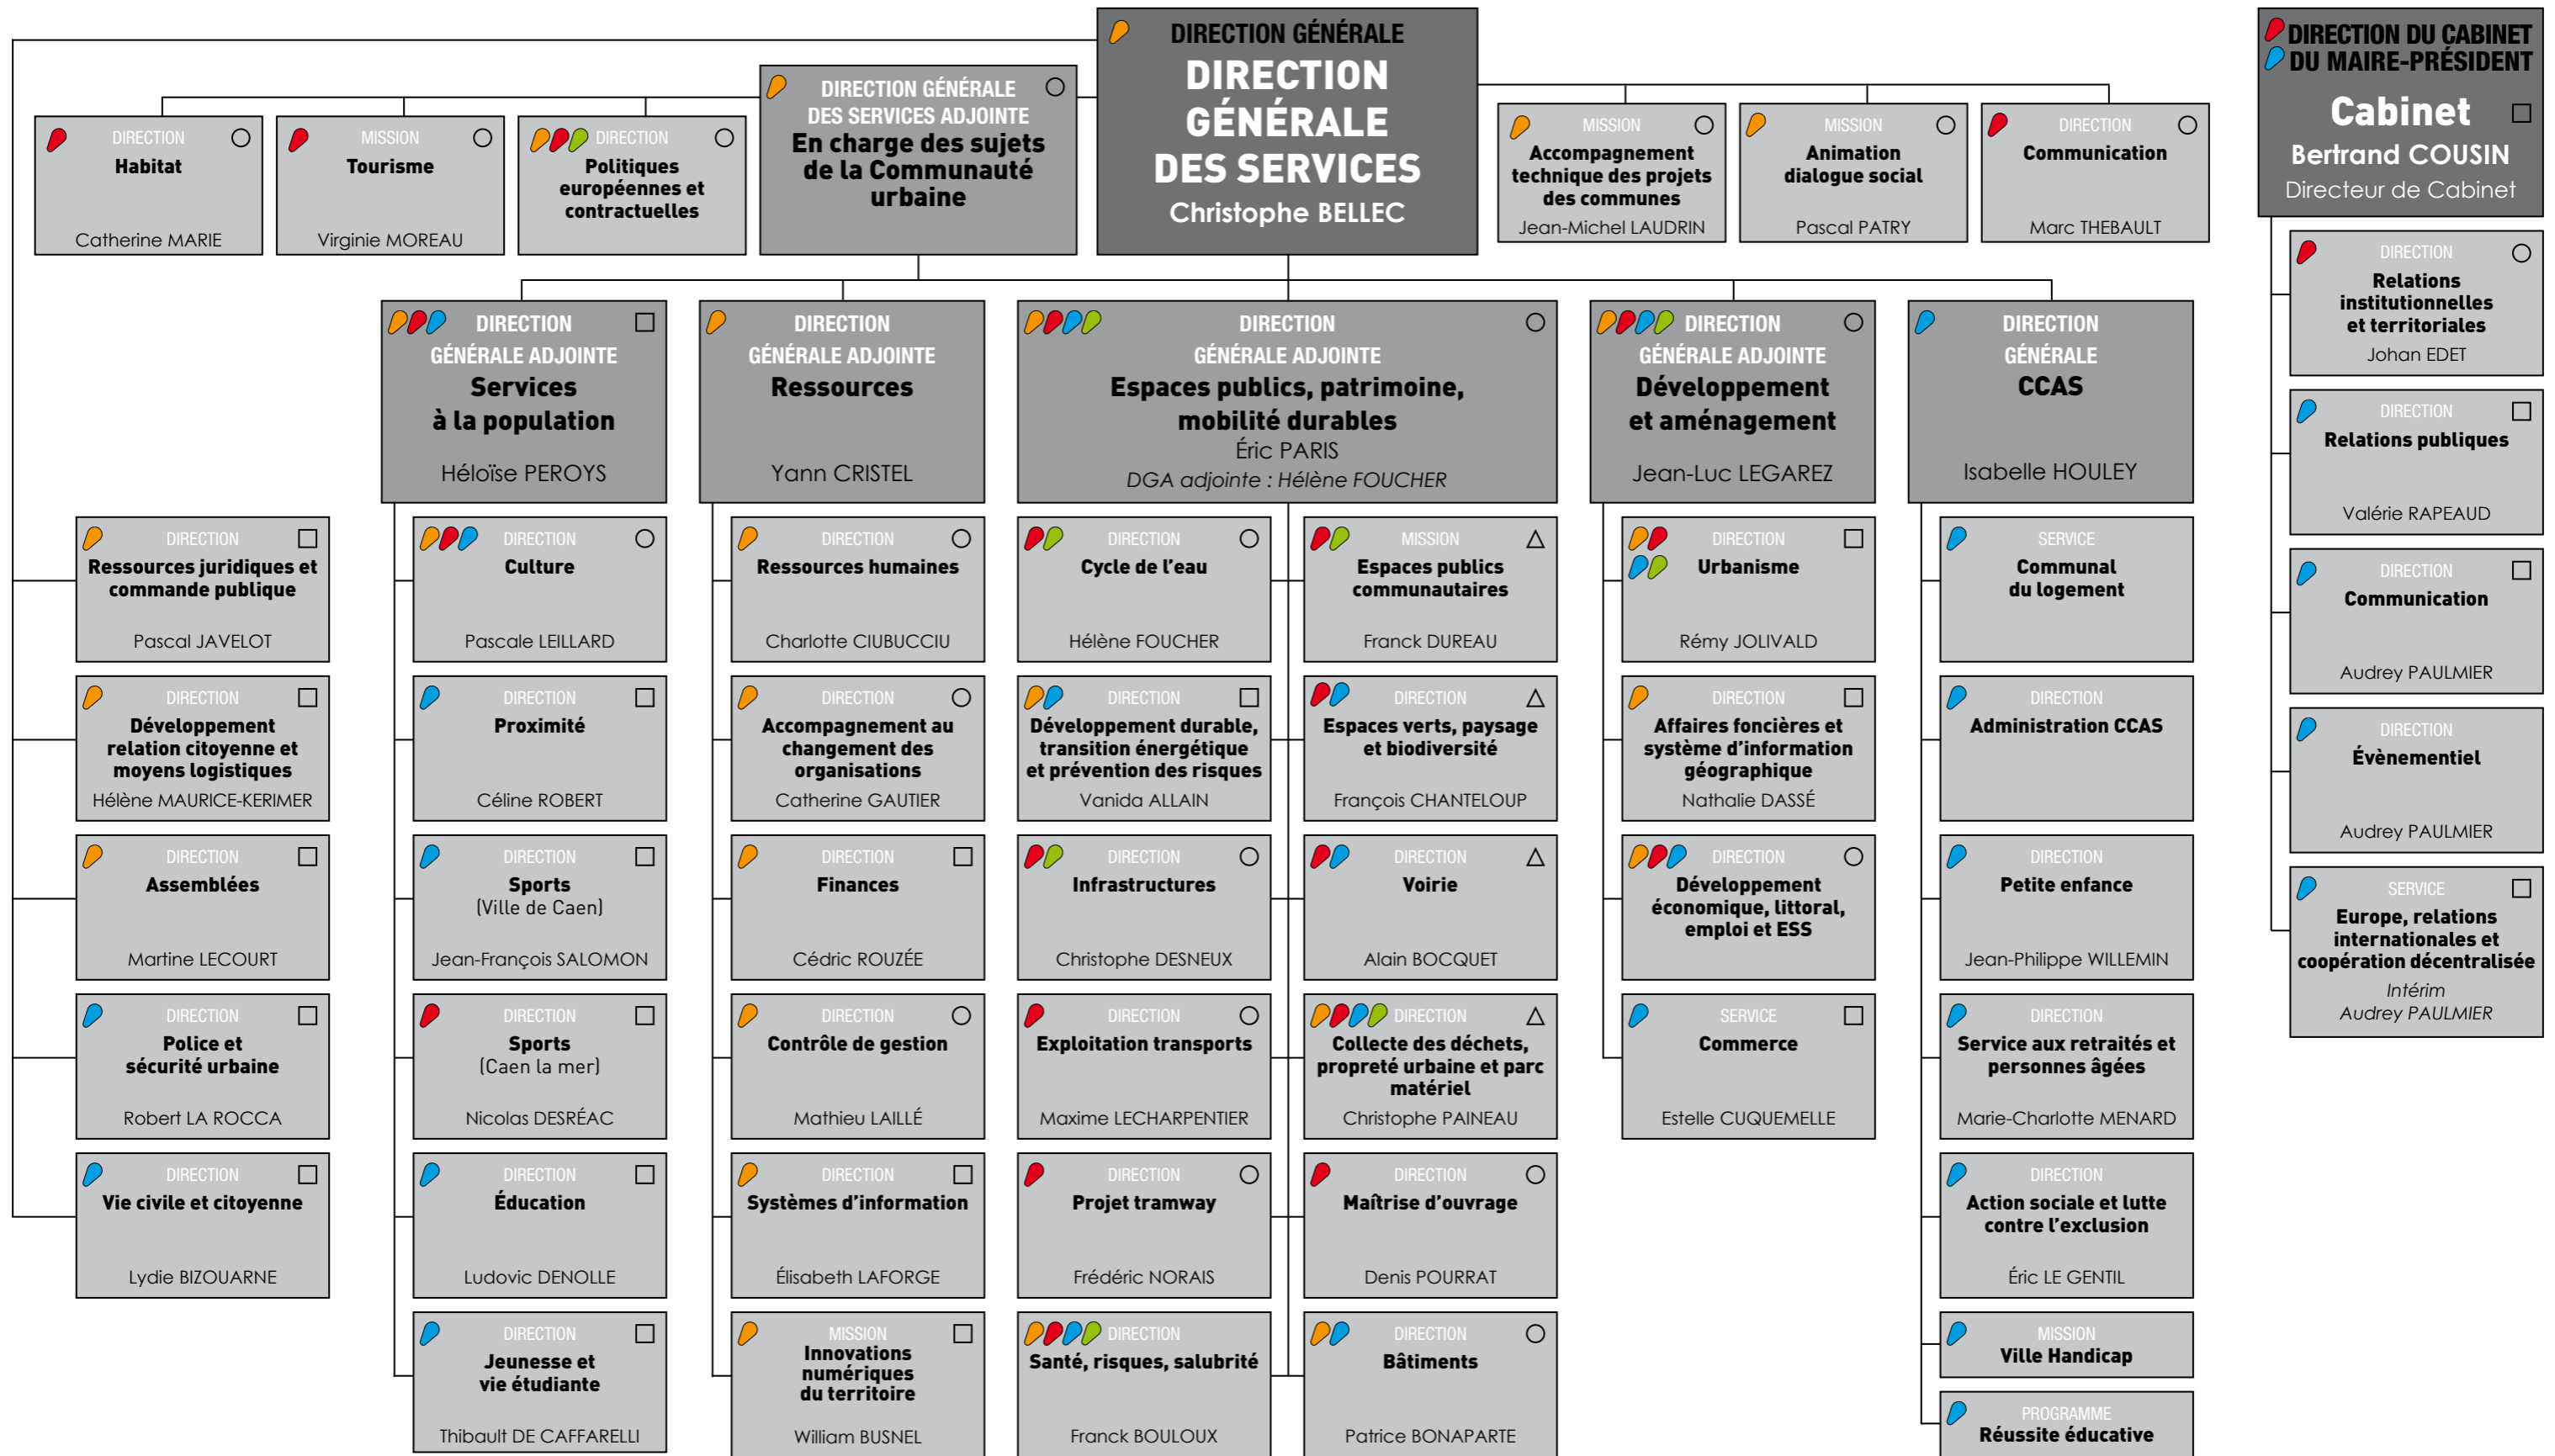 DIRECTION GÉNÉRALE
DIRECTION
GÉNÉRALE
DES SERVICES
Christophe BELLEC
DIRECTION GÉNÉRALE
DES SERVICES ADJOINTE
En charge des sujets
de la Communauté
urbaine
DIRECTION
Habitat
Catherine MARIE
MISSION
Tourisme
Virginie MOREAU
DIRECTION
Politiques
européennes et
contractuelles
MISSION
Accompagnement
technique des projets
des communes
Jean-Michel LAUDRIN
MISSION
Animation
dialogue social
Pascal PATRY
DIRECTION
Communication
Marc THEBAULT
DIRECTION DU CABINET
DU MAIRE-PRÉSIDENT
Cabinet
Bertrand COUSIN
Directeur de Cabinet
DIRECTION
Relations
institutionnelles
et territoriales
Johan EDET
DIRECTION
Relations publiques
Valérie RAPEAUD
DIRECTION
Communication
Audrey PAULMIER
DIRECTION
Évènementiel
Audrey PAULMIER
SERVICE
Europe, relations
internationales et
coopération décentralisée
Intérim
Audrey PAULMIER
DIRECTION
Ressources juridiques et
commande publique
Pascal JAVELOT
DIRECTION
Développement
relation citoyenne et
moyens logistiques
Hélène MAURICE-KERIMER
DIRECTION
Assemblées
Martine LECOURT
DIRECTION
Police et
sécurité urbaine
Robert LA ROCCA
DIRECTION
Vie civile et citoyenne
Lydie BIZOUARNE
DIRECTION
GÉNÉRALE ADJOINTE
Services
à la population
Héloïse PEROYS
DIRECTION
Culture
Pascale LEILLARD
DIRECTION
Proximité
Céline ROBERT
DIRECTION
Sports
(Ville de Caen)
Jean-François SALOMON
DIRECTION
Sports
(Caen la mer)
Nicolas DESRÉAC
DIRECTION
Éducation
Ludovic DENOLLE
DIRECTION
Jeunesse et
vie étudiante
Thibault DE CAFFARELLI
DIRECTION
GÉNÉRALE ADJOINTE
Ressources
Yann CRISTEL
DIRECTION
Ressources humaines
Charlotte CIUBUCCIU
DIRECTION
Accompagnement au
changement des
organisations
Catherine GAUTIER
DIRECTION
Finances
Cédric ROUZÉE
DIRECTION
Contrôle de gestion
Mathieu LAILLÉ
DIRECTION
Systèmes d'information
Élisabeth LAFORGE
MISSION
Innovations
numériques
du territoire
William BUSNEL
DIRECTION
GÉNÉRALE ADJOINTE
Espaces publics, patrimoine,
mobilité durables
Éric PARIS
DGA adjointe : Hélène FOUCHER
DIRECTION
Cycle de l'eau
Hélène FOUCHER
DIRECTION
Développement durable,
transition énergétique
et prévention des risques
Vanida ALLAIN
DIRECTION
Infrastructures
Christophe DESNEUX
DIRECTION
Exploitation transports
Maxime LECHARPENTIER
DIRECTION
Projet tramway
Frédéric NORAIS
DIRECTION
Santé, risques, salubrité
Franck BOULOUX
MISSION
Espaces publics
communautaires
Franck DUREAU
DIRECTION
Espaces verts, paysage
et biodiversité
François CHANTELOUP
DIRECTION
Voirie
Alain BOCQUET
DIRECTION
Collecte des déchets,
propreté urbaine et parc
matériel
Christophe PAINEAU
DIRECTION
Maîtrise d'ouvrage
Denis POURRAT
DIRECTION
Bâtiments
Patrice BONAPARTE
DIRECTION
GÉNÉRALE ADJOINTE
Développement
et aménagement
Jean-Luc LEGAREZ
DIRECTION
Urbanisme
Rémy JOLIVALD
DIRECTION
Affaires foncières et
système d'information
géographique
Nathalie DASSÉ
DIRECTION
Développement
économique, littoral,
emploi et ESS
SERVICE
Commerce
Estelle CUQUEMELLE
DIRECTION
GÉNÉRALE
CCAS
Isabelle HOULEY
SERVICE
Communal
du logement
DIRECTION
Administration CCAS
DIRECTION
Petite enfance
Jean-Philippe WILLEMIN
DIRECTION
Service aux retraités et
personnes âgées
Marie-Charlotte MENARD
DIRECTION
Action sociale et lutte
contre l'exclusion
Éric LE GENTIL
MISSION
Ville Handicap
PROGRAMME
Réussite éducative